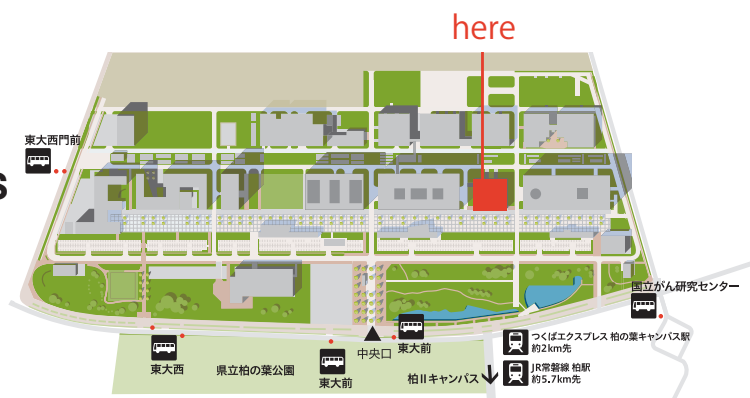 here
東大西門前
s
国立がん研究センター
つくばエクスプレス 柏の葉キャンパス駅
約2km先
中央口
東大前
東大西
県立柏の葉公園
東大前
柏IIキャンパス
JR常磐線 柏駅
約5.7km先